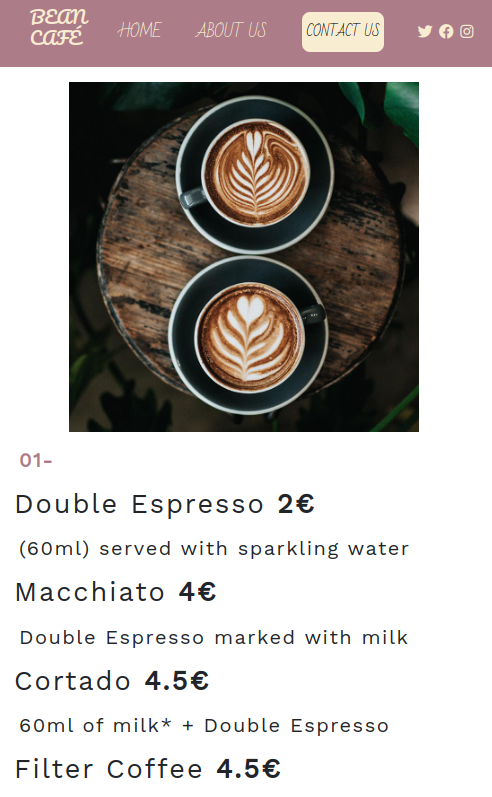 BEAN
CAFÉ
HOME
ABOUT US
CONTACT US
01-
Double Espresso 2€
(60ml) served with sparkling water
Macchiato 4€
Double Espresso marked with milk
Cortado 4.5€
60ml of milk* + Double Espresso
Filter Coffee 4.5€